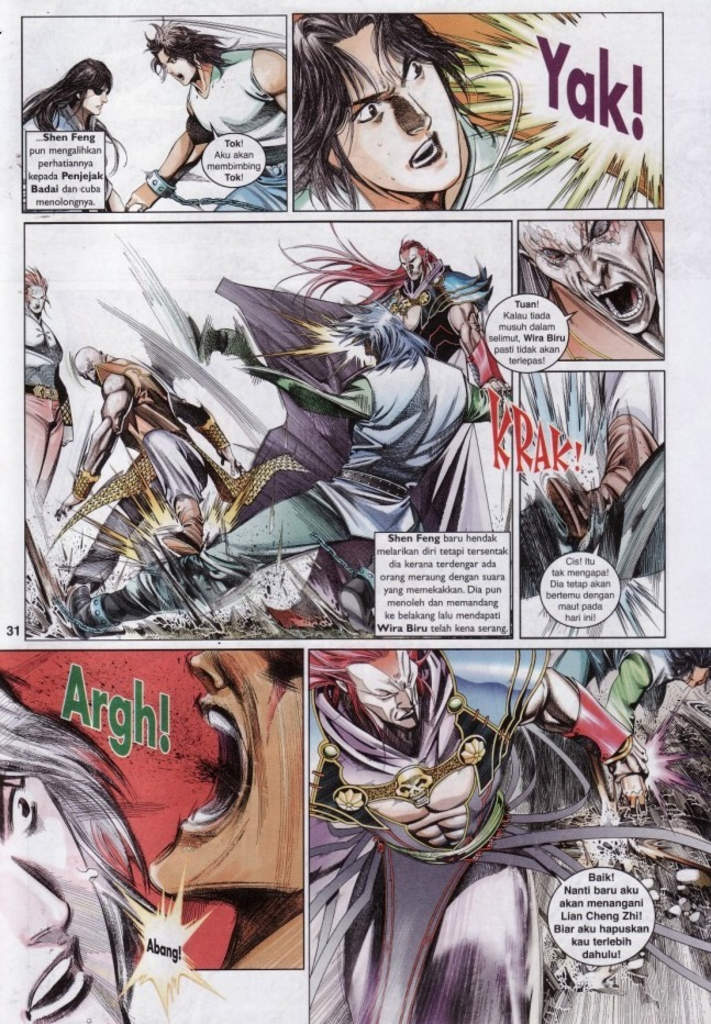 ...Shen Feng
pun mengalihkan
perhatiannya
kepada Penjejak
Badai dan cuba
menolongnya.
Tok!
Aku akan
membimbing
Tok!
Yak!
Tuan!
Kalau tiada
musuh dalam
selimut, Wira Biru
pasti tidak akan
terlepas!
KRAK!
Shen Feng baru hendak
melarikan diri tetapi tersentak
dia kerana terdengar ada
orang meraung dengan suara
yang memekakkan. Dia pun
menoleh dan memandang
ke belakang lalu mendapati
Wira Biru telah kena serang.
Cis! Itu
tak mengapa!
Dia tetap akan
bertemu dengan
maut pada
hari ini!
31
Argh!
Abang!
Baik!
Nanti baru aku
akan menangani
Lian Cheng Zhi!
Biar aku hapuskan
kau terlebih
dahulu!